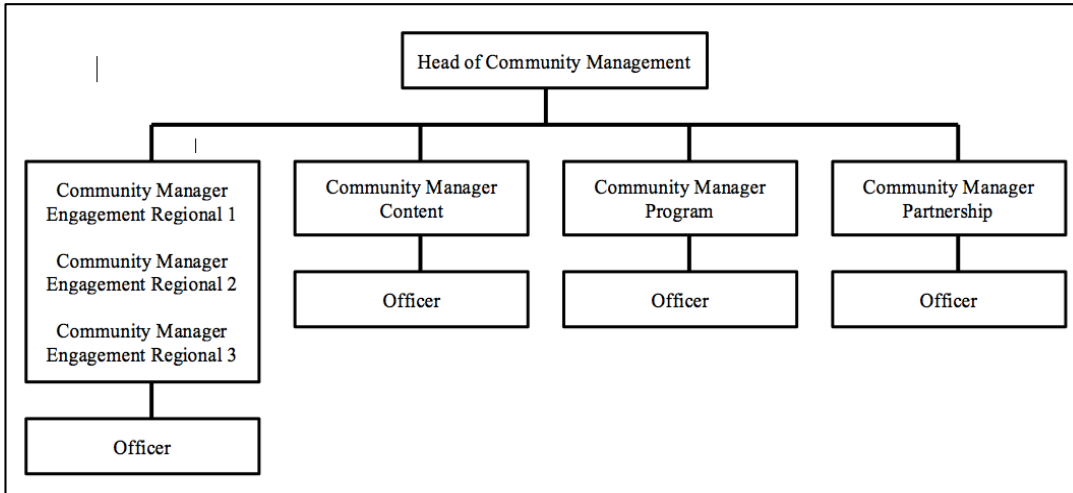 Head of Community Management
Community Manager
Engagement Regional 1
Community Manager
Engagement Regional 2
Community Manager
Engagement Regional 3
Officer
Community Manager
Content
Officer
Community Manager
Program
Officer
Community Manager
Partnership
Officer